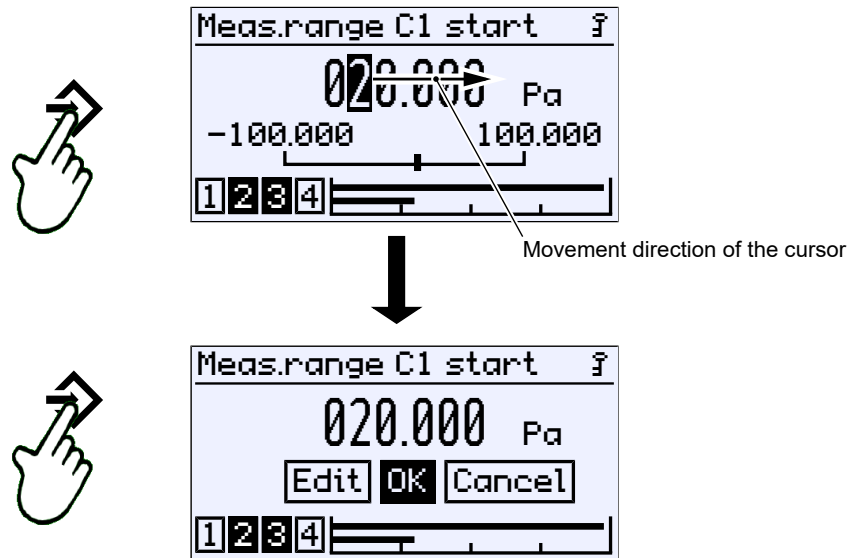 Meas.range C1 start
020.000 Pa
-100.000 100.000
1 2 3 4
Movement direction of the cursor
Meas.range C1 start
020.000 Pa
Edit OK Cancel
1 2 3 4